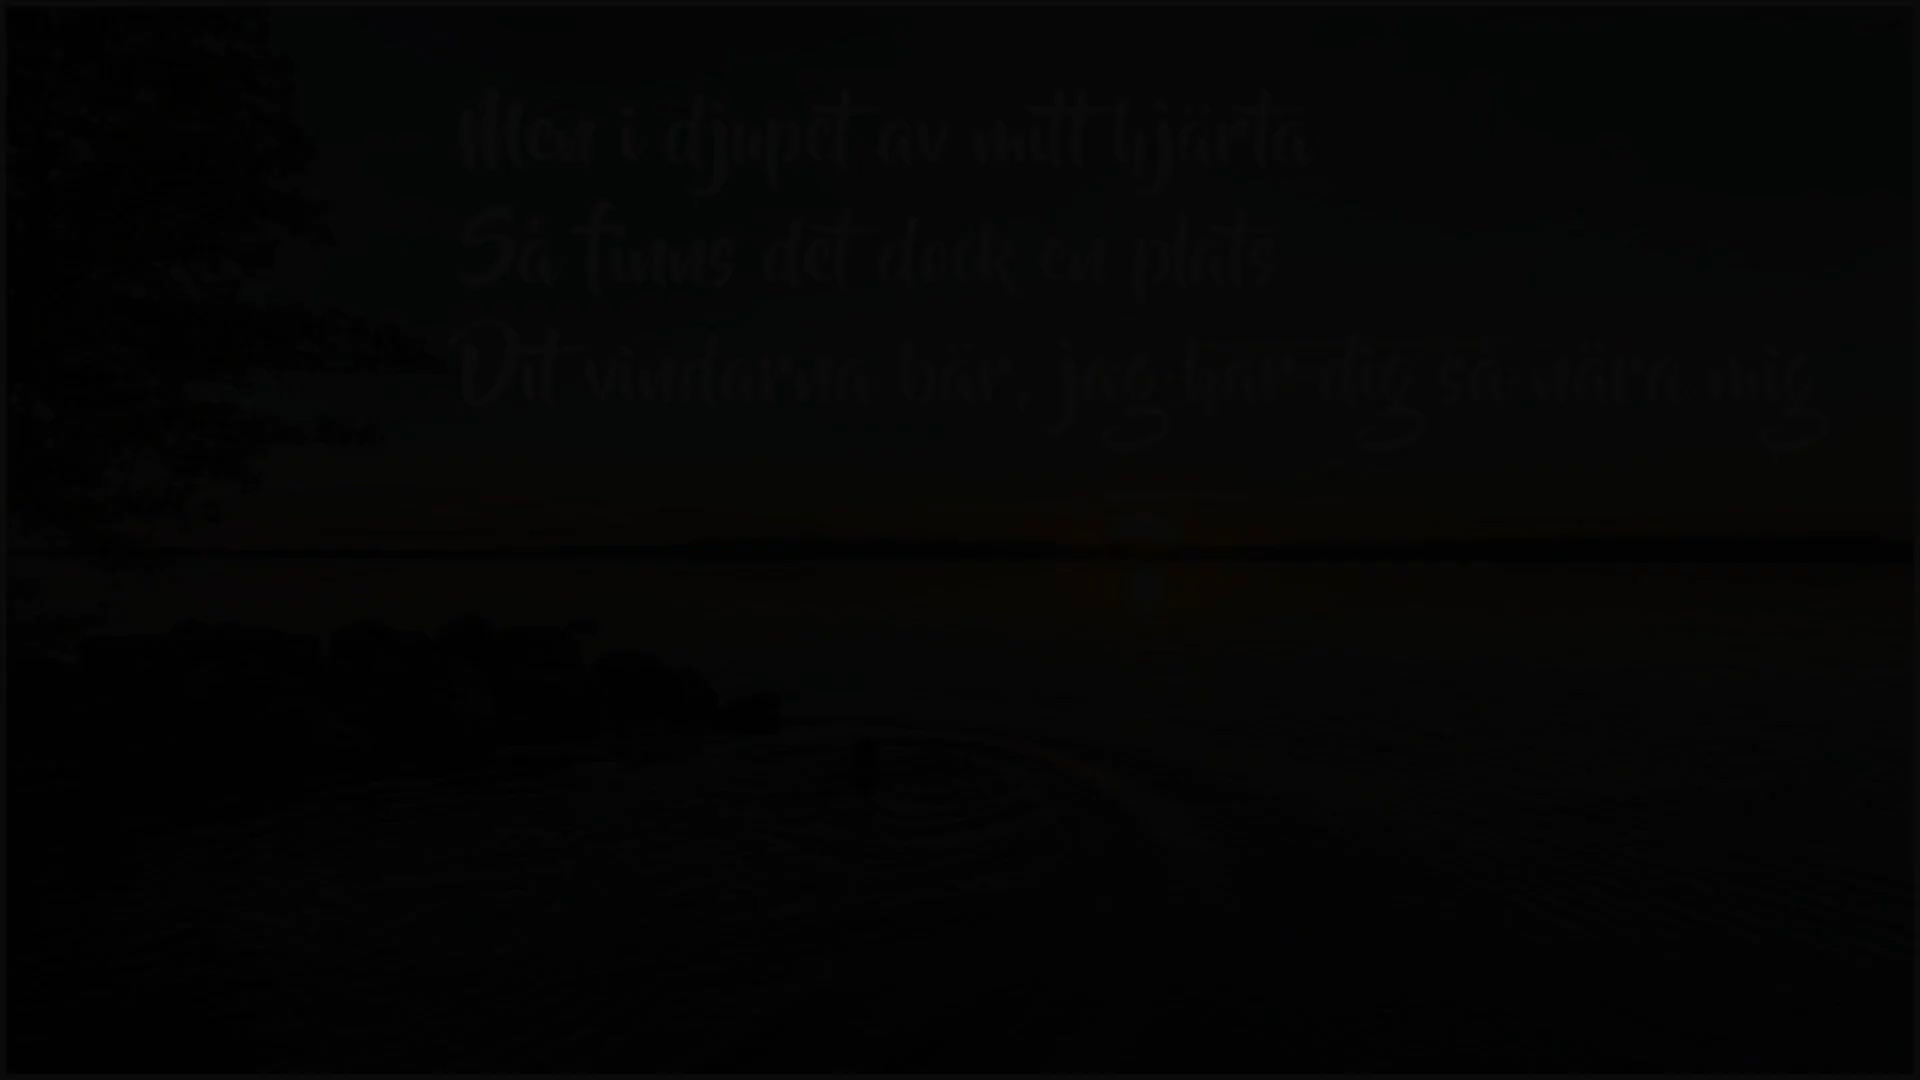 Men i djupet av mitt hjärta
Så finns det dock en plats
Dit vindarna bär, jag har dig så nära mig